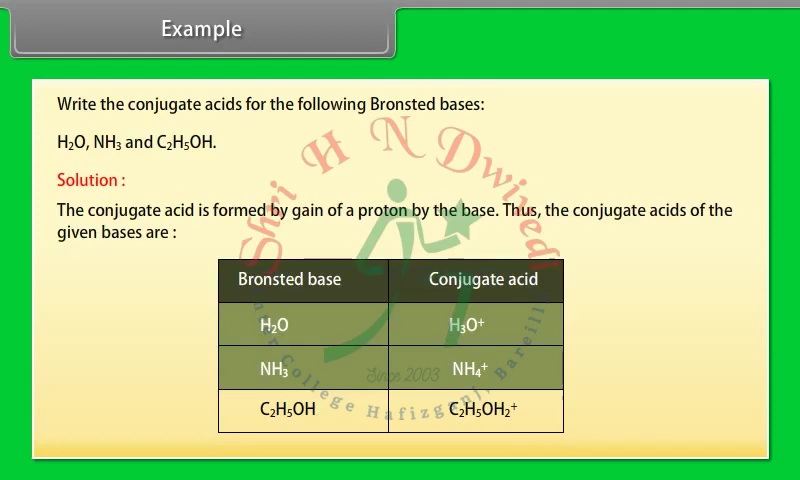 Example
Write the conjugate acids for the following Bronsted bases:
H₂O, NH₃ and C₂H₅OH.
Solution :
The conjugate acid is formed by gain of a proton by the base. Thus, the conjugate acids of the
given bases are :
Bronsted base Conjugate acid
H₂O H₃O⁺
NH₃ NH₄⁺
C₂H₅OH C₂H₅OH₂⁺
Shri H N Dwivedi
Inter College Hafizganj, Bareilly
Since 2003